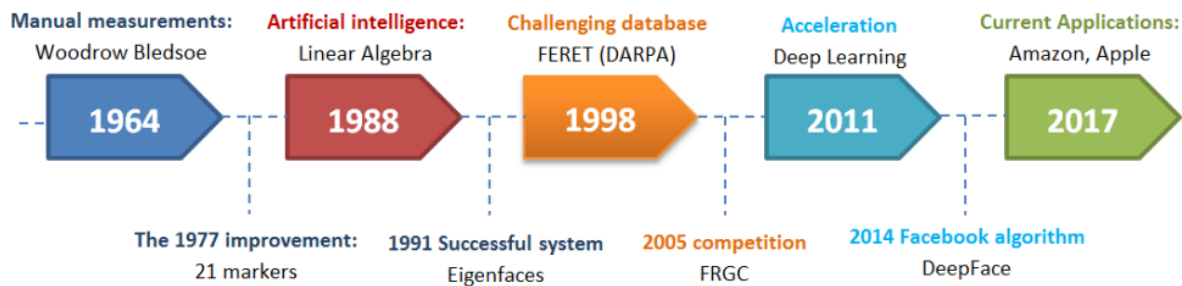 Manual measurements:
Woodrow Bledsoe
1964
Artificial intelligence:
Linear Algebra
1988
Challenging database
FERET (DARPA)
1998
Acceleration
Deep Learning
2011
Current Applications:
Amazon, Apple
2017
The 1977 improvement:
21 markers
1991 Successful system
Eigenfaces
2005 competition
FRGC
2014 Facebook algorithm
DeepFace